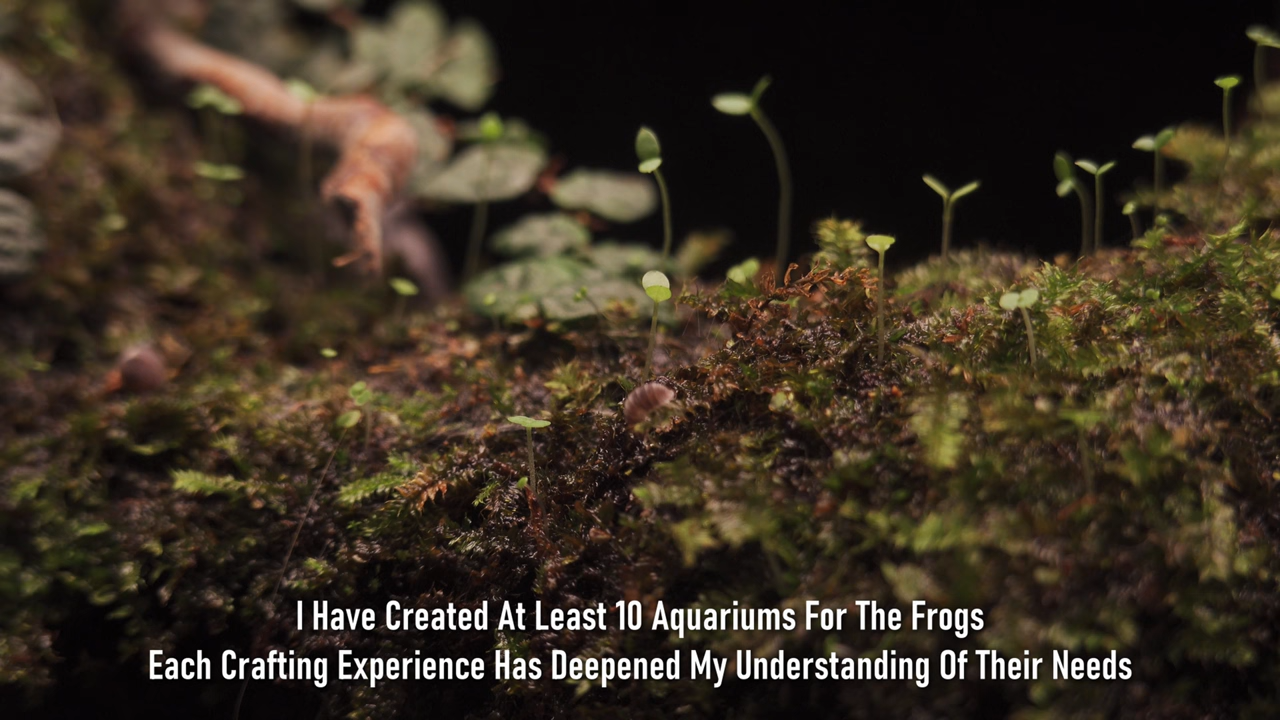 I Have Created At Least 10 Aquariums For The Frogs
Each Crafting Experience Has Deepened My Understanding Of Their Needs